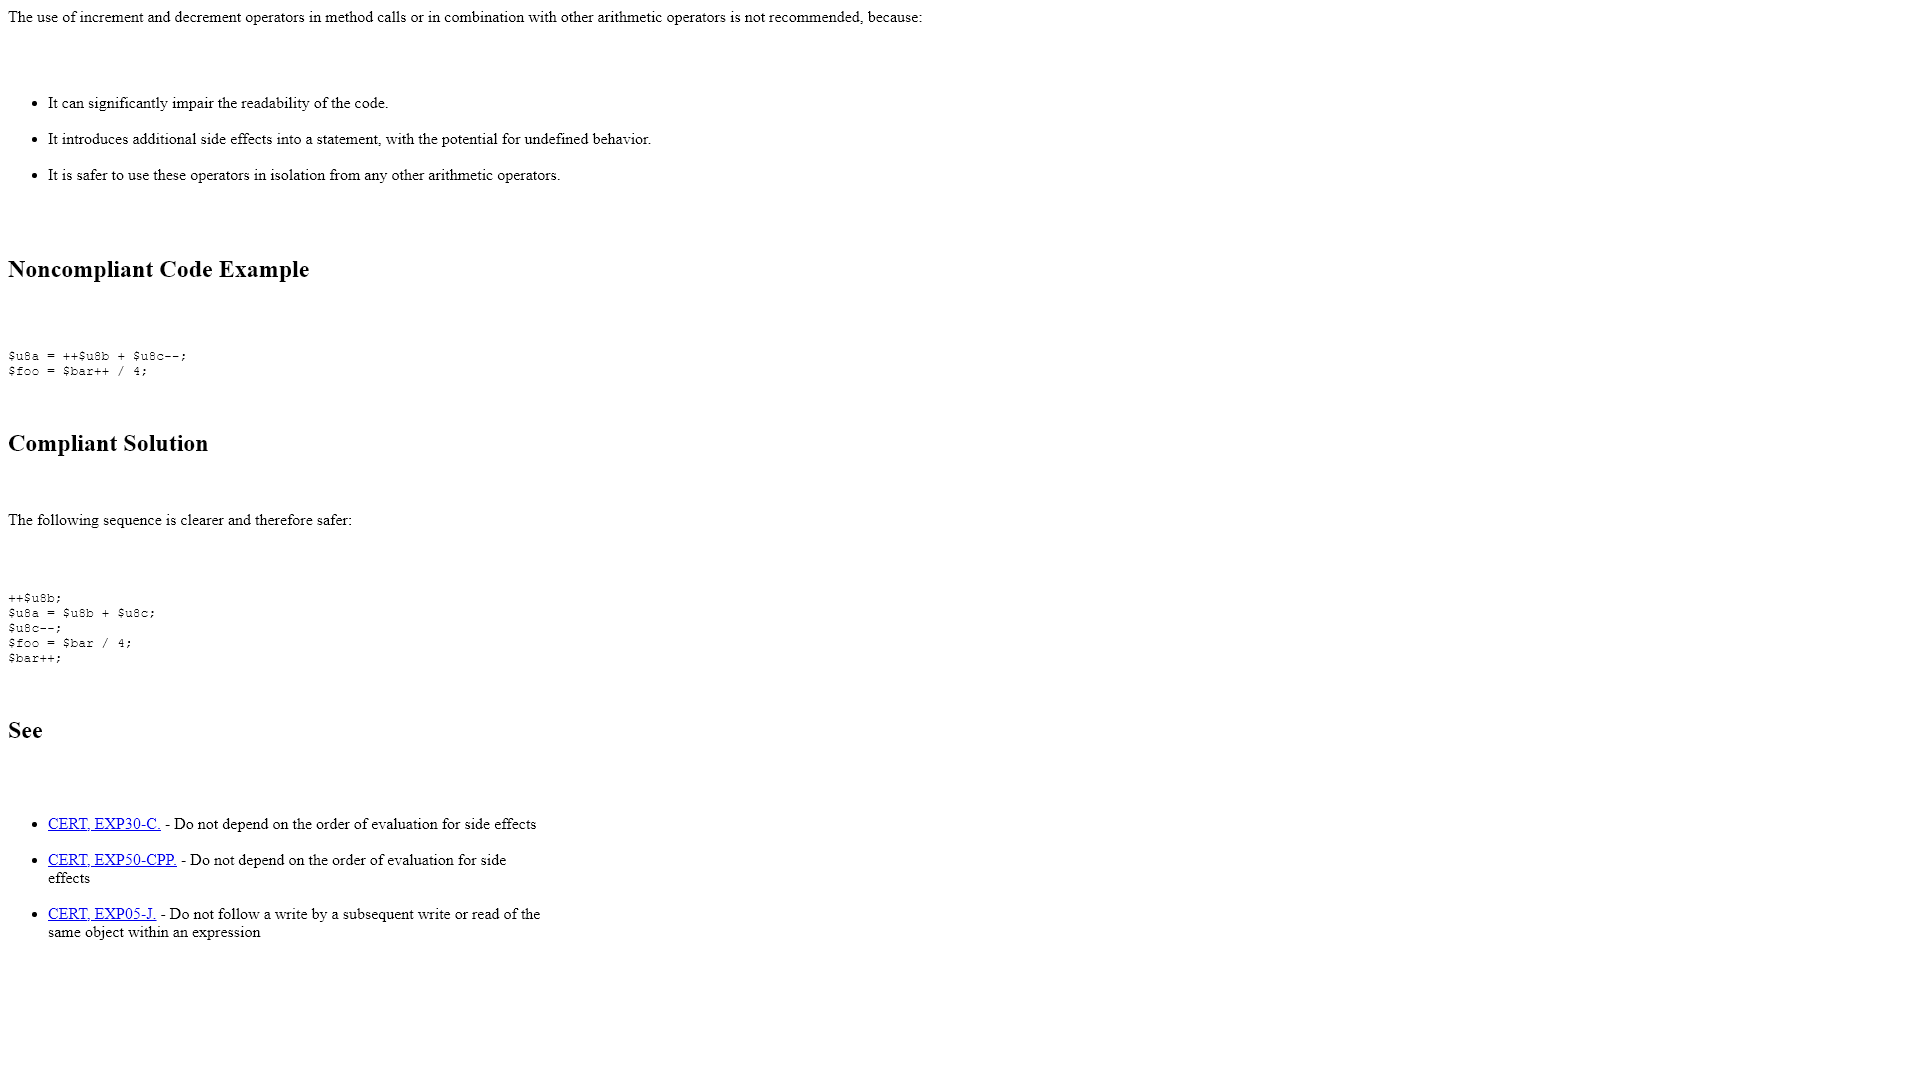 The use of increment and decrement operators in method calls or in combination with other arithmetic operators is not recommended, because:
• It can significantly impair the readability of the code.
• It introduces additional side effects into a statement, with the potential for undefined behavior.
• It is safer to use these operators in isolation from any other arithmetic operators.
Noncompliant Code Example
$u8a = ++$u8b + $u8c--;
$foo = $bar++ / 4;
Compliant Solution
The following sequence is clearer and therefore safer:
++$u8b;
$u8a = $u8b + $u8c;
$u8c--;
$foo = $bar / 4;
$bar++;
See
• CERT, EXP30-C. - Do not depend on the order of evaluation for side effects
• CERT, EXP50-CPP. - Do not depend on the order of evaluation for side
effects
• CERT, EXP05-J. - Do not follow a write by a subsequent write or read of the
same object within an expression